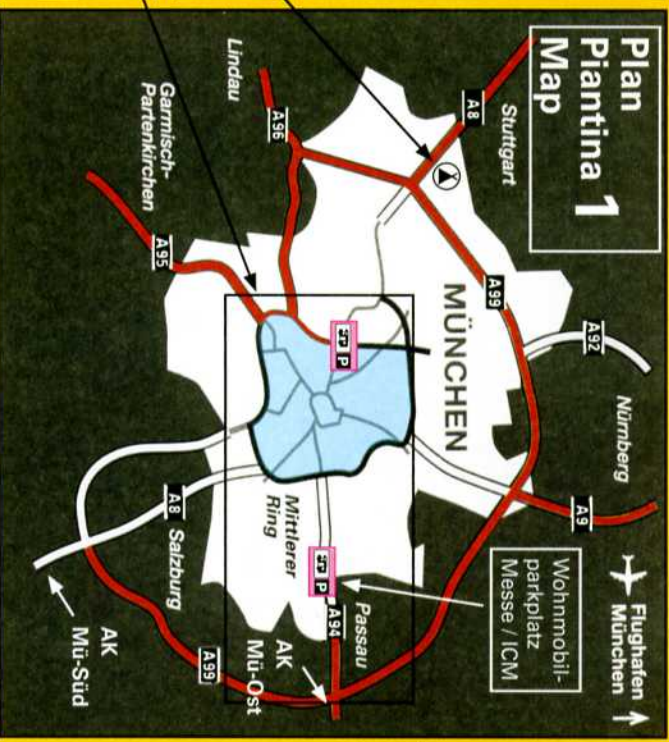 Plan
Piantina 1
Map
Stuttgart
A8
Lindau
A96
Garmisch-
Partenkirchen
A95
A99
MÜNCHEN
A92
Nürnberg
A9
Flughafen
München
Wohnmobil-
parkplatz
Messe / ICM
P
P
Mittlerer
Ring
Passau
A94
A8
Salzburg
AK
Mü-Ost
A99
AK
Mü-Süd